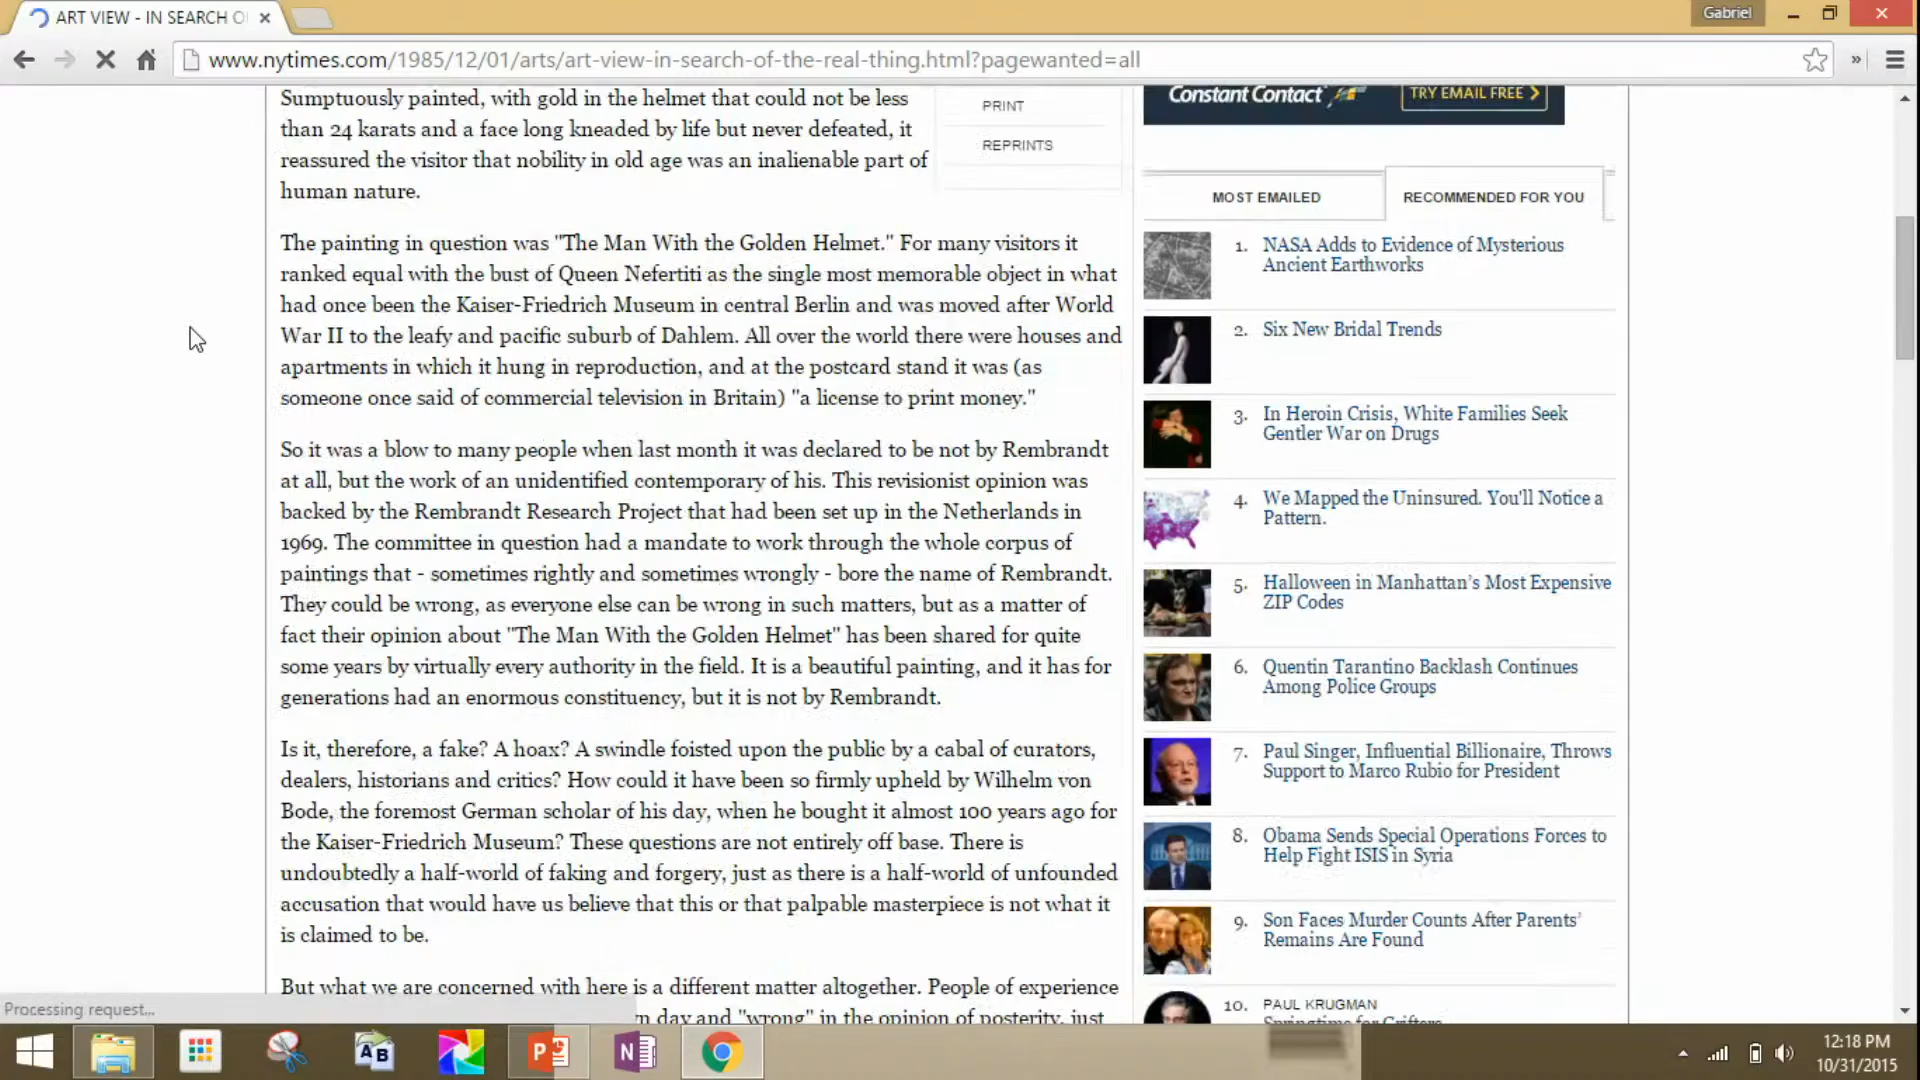 ART VIEW - IN SEARCH O
Gabriel
www.nytimes.com/1985/12/01/arts/art-view-in-search-of-the-real-thing.html?pagewanted=all
Sumptuously painted, with gold in the helmet that could not be less
than 24 karats and a face long kneaded by life but never defeated, it
reassured the visitor that nobility in old age was an inalienable part of
human nature.
PRINT
REPRINTS
The painting in question was "The Man With the Golden Helmet." For many visitors it
ranked equal with the bust of Queen Nefertiti as the single most memorable object in what
had once been the Kaiser-Friedrich Museum in central Berlin and was moved after World
War II to the leafy and pacific suburb of Dahlem. All over the world there were houses and
apartments in which it hung in reproduction, and at the postcard stand it was (as
someone once said of commercial television in Britain) "a license to print money."
So it was a blow to many people when last month it was declared to be not by Rembrandt
at all, but the work of an unidentified contemporary of his. This revisionist opinion was
backed by the Rembrandt Research Project that had been set up in the Netherlands in
1969. The committee in question had a mandate to work through the whole corpus of
paintings that - sometimes rightly and sometimes wrongly - bore the name of Rembrandt.
They could be wrong, as everyone else can be wrong in such matters, but as a matter of
fact their opinion about "The Man With the Golden Helmet" has been shared for quite
some years by virtually every authority in the field. It is a beautiful painting, and it has for
generations had an enormous constituency, but it is not by Rembrandt.
Is it, therefore, a fake? A hoax? A swindle foisted upon the public by a cabal of curators,
dealers, historians and critics? How could it have been so firmly upheld by Wilhelm von
Bode, the foremost German scholar of his day, when he bought it almost 100 years ago for
the Kaiser-Friedrich Museum? These questions are not entirely off base. There is
undoubtedly a half-world of faking and forgery, just as there is a half-world of unfounded
accusation that would have us believe that this or that palpable masterpiece is not what it
is claimed to be.
But what we are concerned with here is a different matter altogether. People of experience
n day and "wrong" in the opinion of posterity, just
Constant Contact
TRY EMAIL FREE
MOST EMAILED
RECOMMENDED FOR YOU
1. NASA Adds to Evidence of Mysterious
Ancient Earthworks
2. Six New Bridal Trends
3. In Heroin Crisis, White Families Seek
Gentler War on Drugs
4. We Mapped the Uninsured. You'll Notice a
Pattern.
5. Halloween in Manhattan's Most Expensive
ZIP Codes
6. Quentin Tarantino Backlash Continues
Among Police Groups
7. Paul Singer, Influential Billionaire, Throws
Support to Marco Rubio for President
8. Obama Sends Special Operations Forces to
Help Fight ISIS in Syria
9. Son Faces Murder Counts After Parents'
Remains Are Found
10. PAUL KRUGMAN
Springtime for Grifters
Processing request...
12:18 PM
10/31/2015